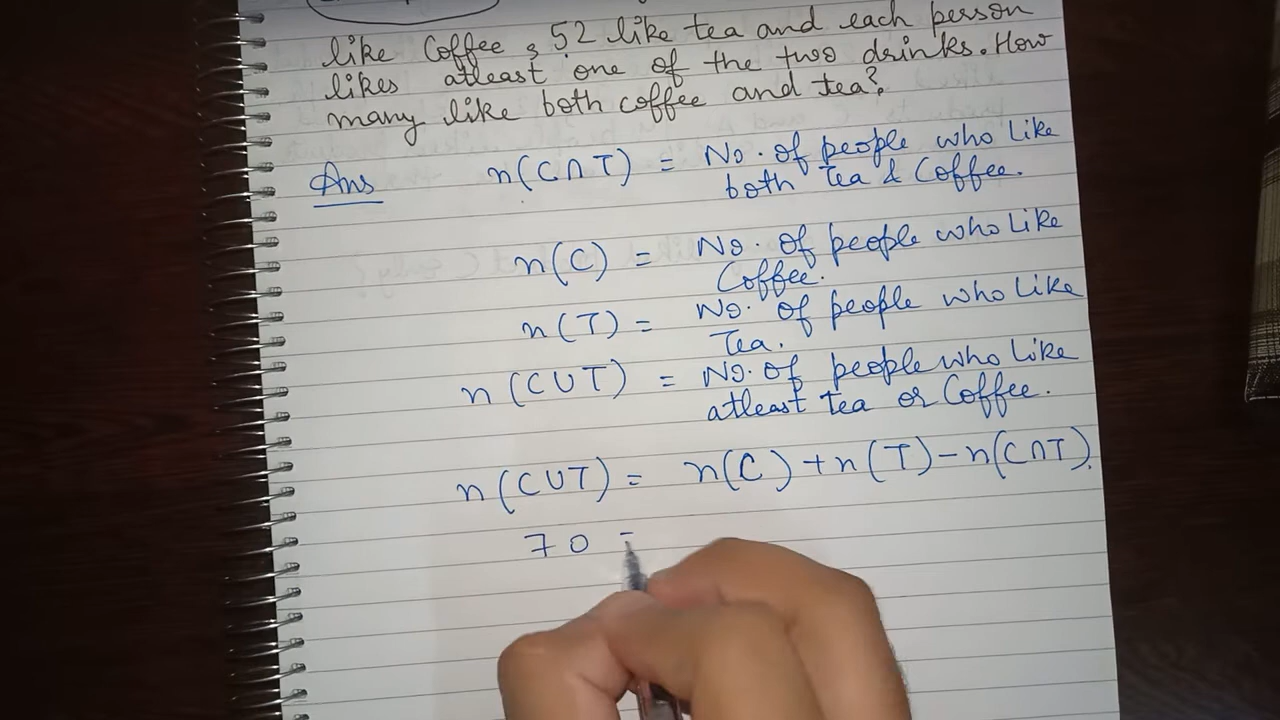 like Coffee, 52 like tea and each person
likes atleast one of the two drinks. How
many like both coffee and tea?
Ans n(C∩T) = No. of people who like
both Tea & Coffee.
n(C) = No. of people who like
Coffee.
n(T) = No. of people who like
Tea.
n(C∪T) = No. of people who like
atleast tea or Coffee.
n(C∪T) = n(C) + n(T) - n(C∩T).
70 =